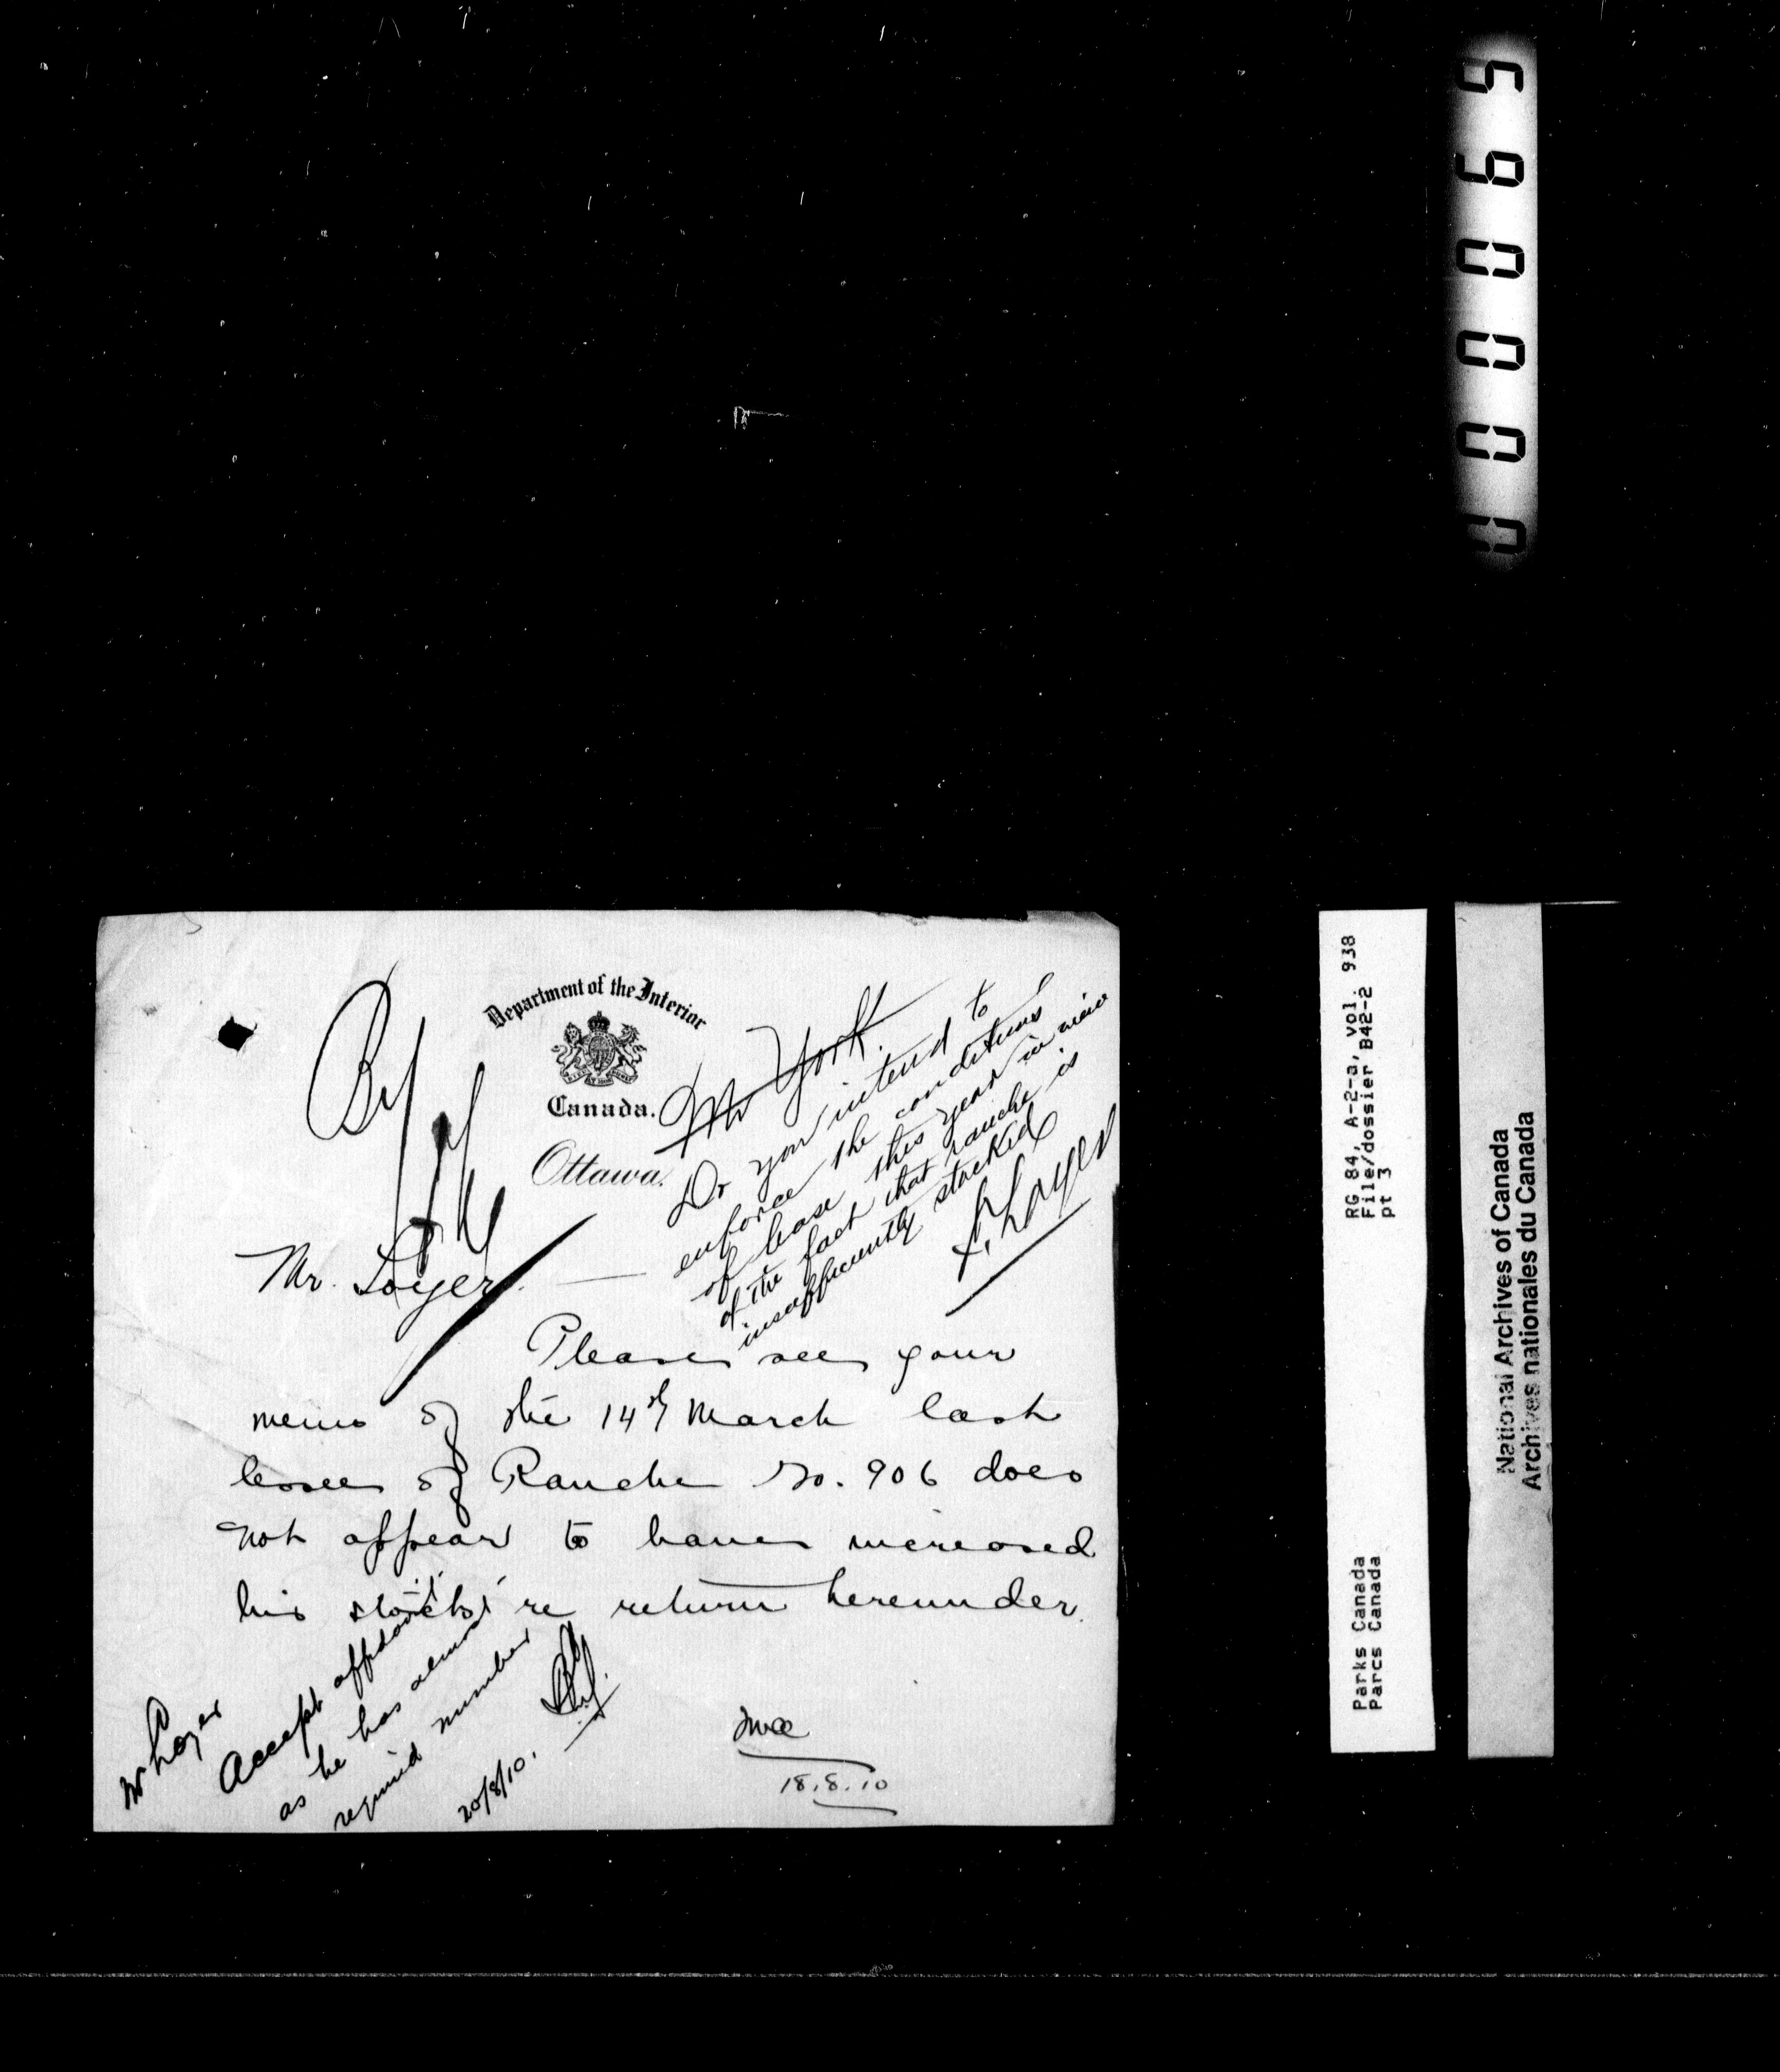 Department of the Interior
Canada.
Ottawa.
Mr York.
Do you intend to
enforce the conditions
of lease this year in view
of the fact that ranche is
insufficiently stocked
Loyer
Mr. Loyer.
Please see your
memo of the 14th March last
lessee of Ranche No. 906 does
not appear to have increased
his stock re return hereunder.
18.8.10
Mr Loyer
Accept affidavit
as he has almost
required number
20/8/10.
000065
RG 84, A-2-a, vol. 938
File/dossier B42-2
pt 3
Parks Canada
Parcs Canada
National Archives of Canada
Archives nationales du Canada